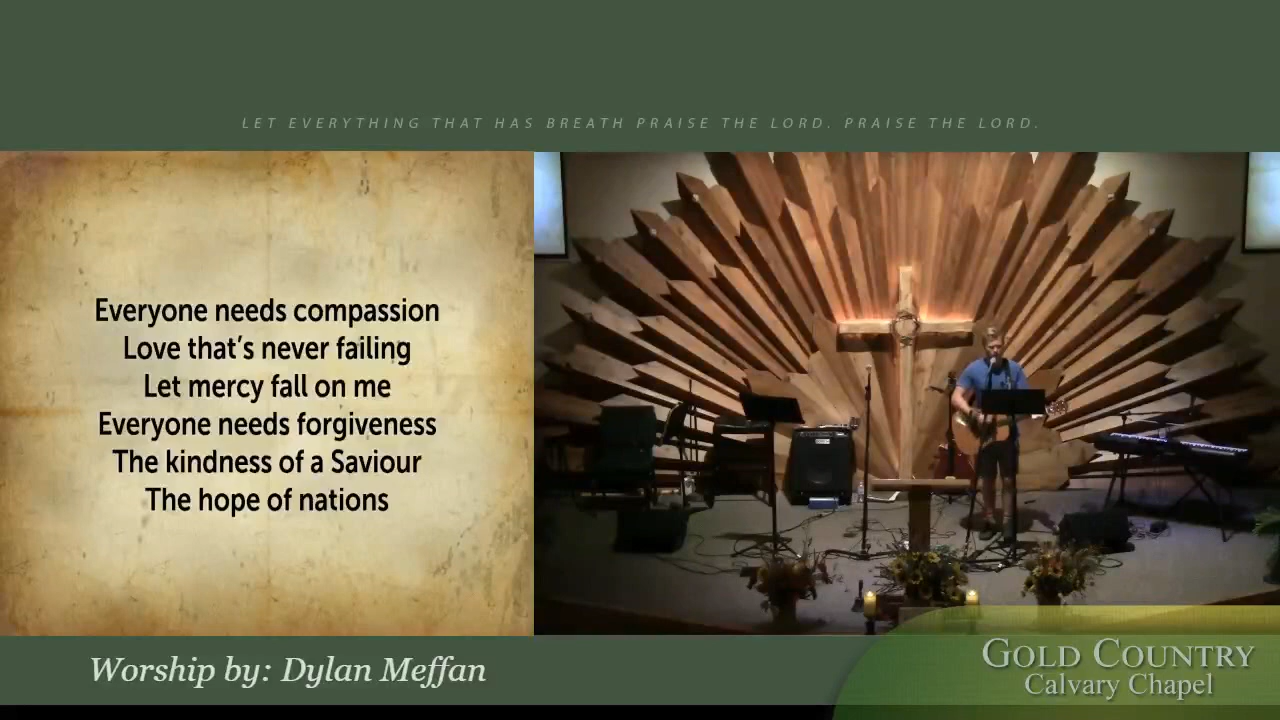 LET EVERYTHING THAT HAS BREATH PRAISE THE LORD. PRAISE THE LORD.
Everyone needs compassion
Love that's never failing
Let mercy fall on me
Everyone needs forgiveness
The kindness of a Saviour
The hope of nations
Worship by: Dylan Meffan
GOLD COUNTRY
Calvary Chapel